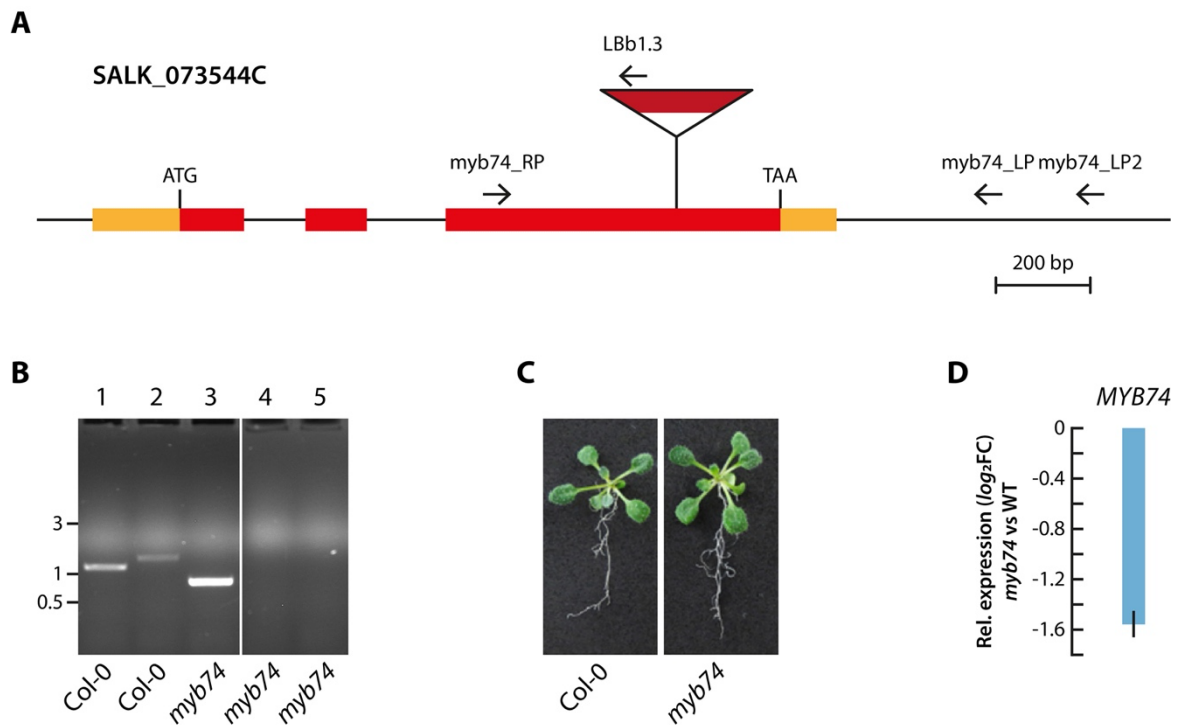 A
SALK_073544C
LBb1.3
myb74_RP
myb74_LP myb74_LP2
ATG
TAA
200 bp
B
1 2 3 4 5
3
1
0.5
Col-0 Col-0 myb74 myb74 myb74
C
Col-0 myb74
D
MYB74
Rel. expression (log₂FC)
myb74 vs WT
0
-0.4
-0.8
-1.2
-1.6